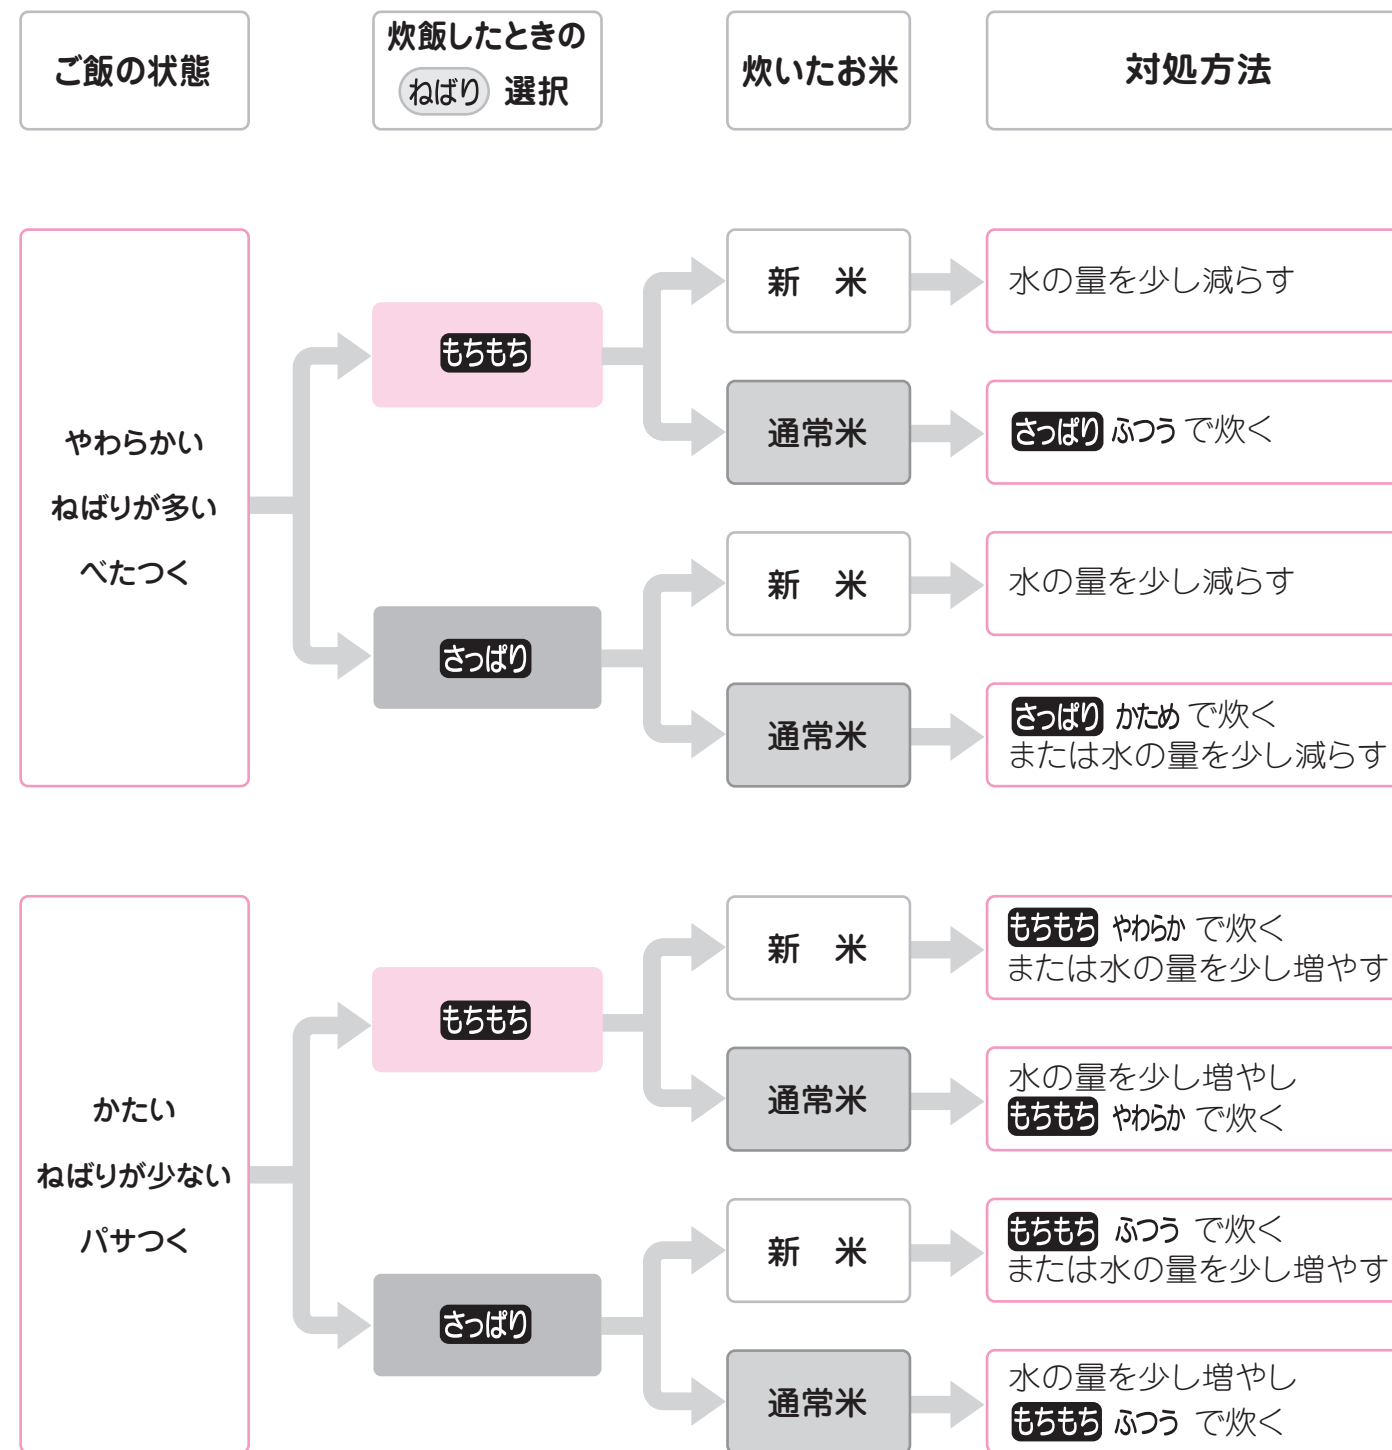 ご飯の状態
炊飯したときの
ねばり 選択
炊いたお米
対処方法
やわらかい
ねばりが多い
べたつく
もちもち
新 米
水の量を少し減らす
通常米
さっぱり ふつう で炊く
さっぱり
新 米
水の量を少し減らす
通常米
さっぱり かため で炊く
または水の量を少し減らす
かたい
ねばりが少ない
パサつく
もちもち
新 米
もちもち やわらか で炊く
または水の量を少し増やす
通常米
水の量を少し増やし
もちもち やわらか で炊く
さっぱり
新 米
もちもち ふつう で炊く
または水の量を少し増やす
通常米
水の量を少し増やし
もちもち ふつう で炊く